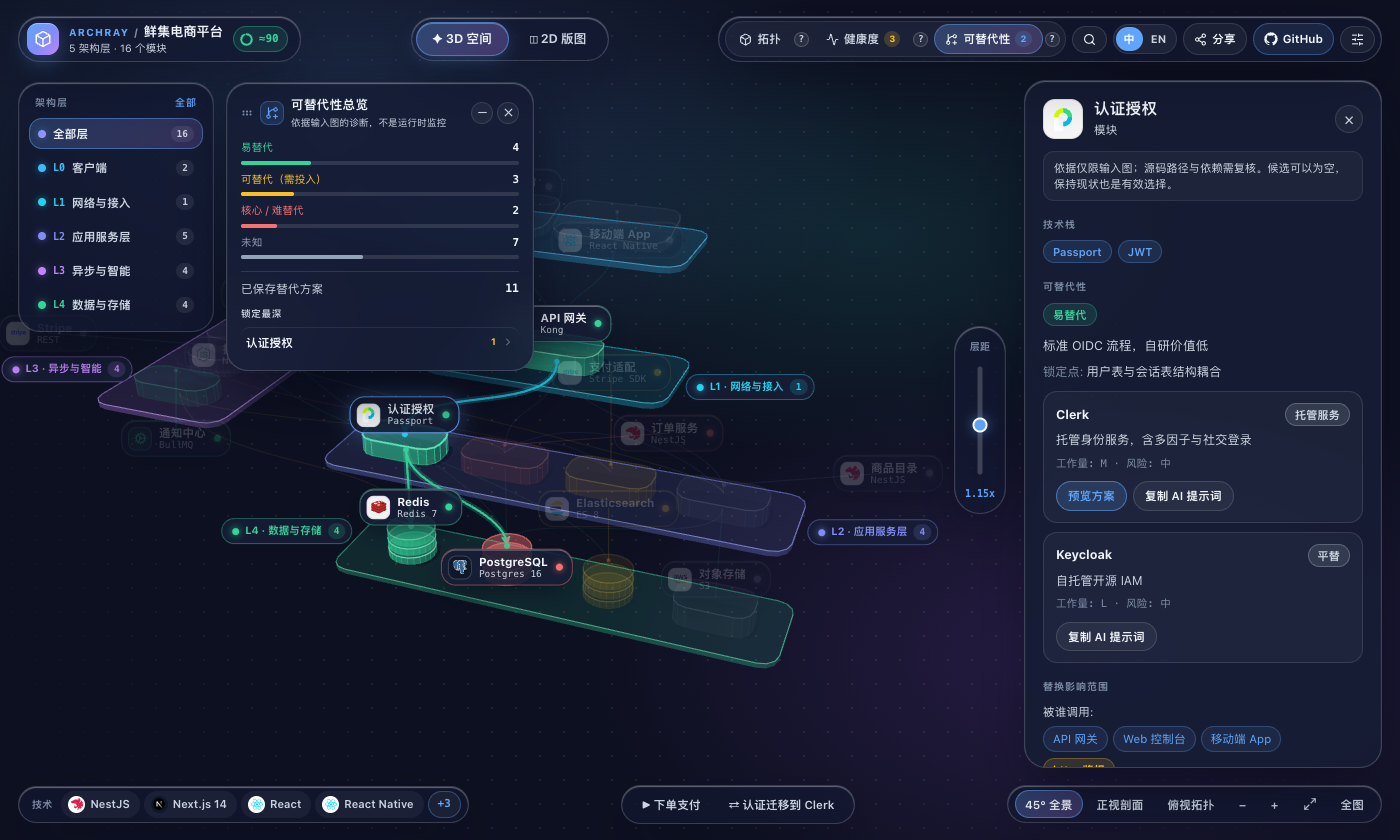 ARCHRAY / 鲜集电商平台
5 架构层 · 16 个模块
≈90
✦ 3D 空间
2D 版图
拓扑 ?
健康度 3 ?
可替代性 2 ?
中 EN
分享
GitHub
架构层 全部
全部层 16
L0 客户端 2
L1 网络与接入 1
L2 应用服务层 5
L3 异步与智能 4
L4 数据与存储 4
可替代性总览
依据输入图的诊断，不是运行时监控
易替代 4
可替代（需投入） 3
核心 / 难替代 2
未知 7
已保存替代方案 11
锁定最深
认证授权 1
移动端 App
React Native
Stripe
REST
API 网关
Kong
支付适配
Stripe SDK
L3 · 异步与智能 4
L1 · 网络与接入 1
认证授权
Passport
通知中心
BullMQ
订单服务
NestJS
商品目录
NestJS
Redis
Redis 7
Elasticsearch
ES 8
L4 · 数据与存储 4
L2 · 应用服务层 4
PostgreSQL
Postgres 16
对象存储
S3
层距
1.15x
认证授权
模块
依据仅限输入图；源码路径与依赖需复核。候选可以为空，
保持现状也是有效选择。
技术栈
Passport JWT
可替代性
易替代
标准 OIDC 流程，自研价值低
锁定点: 用户表与会话表结构耦合
Clerk 托管服务
托管身份服务，含多因子与社交登录
工作量: M · 风险: 中
预览方案 复制 AI 提示词
Keycloak 平替
自托管开源 IAM
工作量: L · 风险: 中
复制 AI 提示词
替换影响范围
被谁调用:
API 网关 Web 控制台 移动端 App
技术 NestJS Next.js 14 React React Native +3
▶ 下单支付 ⇄ 认证迁移到 Clerk
45° 全景 正视剖面 俯视拓扑 − + 全图